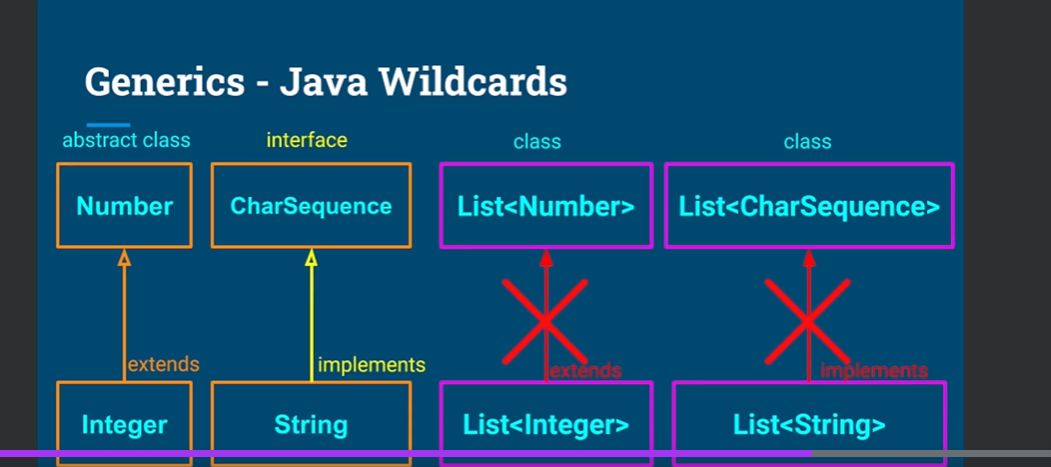 Generics - Java Wildcards
abstract class interface class class
Number CharSequence List<Number> List<CharSequence>
extends implements extends implements
Integer String List<Integer> List<String>